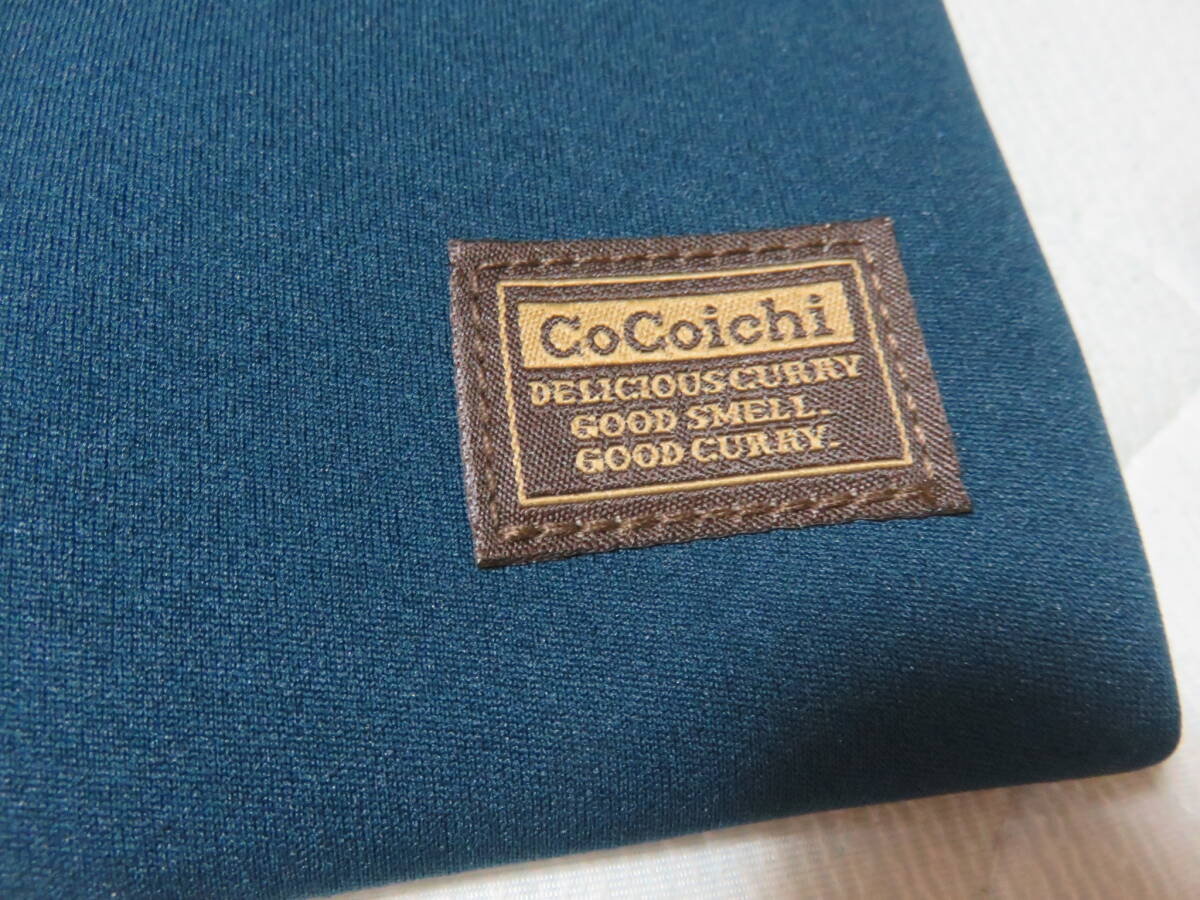 CoCoichi
DELICIOUS CURRY
GOOD SMELL.
GOOD CURRY.